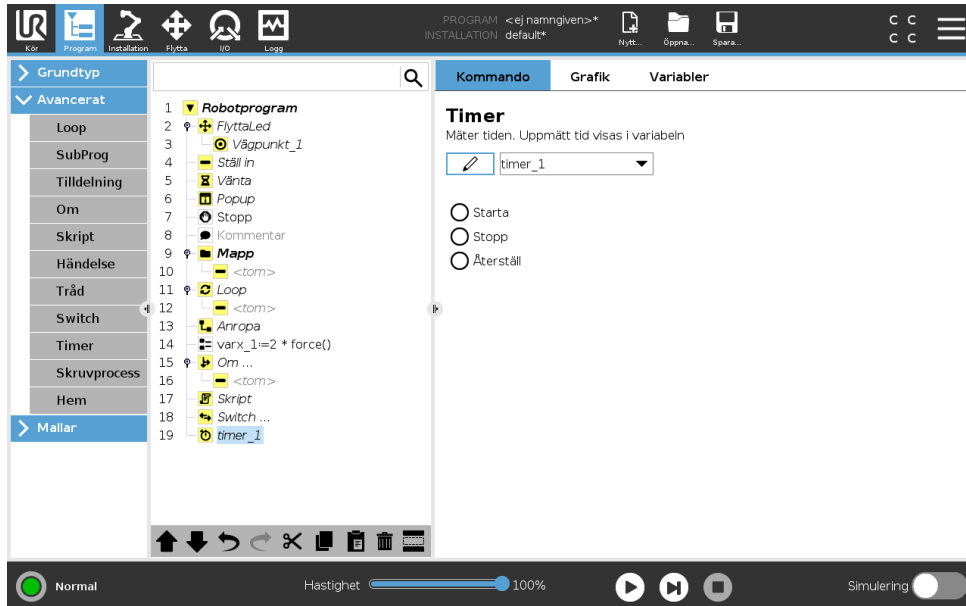 UR
PROGRAM <ej namngiven>*
INSTALLATION default*
Kör Program Installation Flytta I/O Logg Nytt... Öppna... Spara...
C C
C C
Grundtyp
Avancerat
Loop
SubProg
Tilldelning
Om
Skript
Händelse
Tråd
Switch
Timer
Skruvprocess
Hem
Mallar
1 Robotprogram
2 FlyttaLed
3 Vägpunkt_1
4 Ställ in
5 Vänta
6 Popup
7 Stopp
8 Kommentar
9 Mapp
10 <tom>
11 Loop
12 <tom>
13 Anropa
14 varx_1:=2 * force()
15 Om ...
16 <tom>
17 Skript
18 Switch ...
19 timer_1
Kommando Grafik Variabler
Timer
Mäter tiden. Uppmätt tid visas i variabeln
timer_1
Starta
Stopp
Återställ
Normal Hastighet 100% Simulering